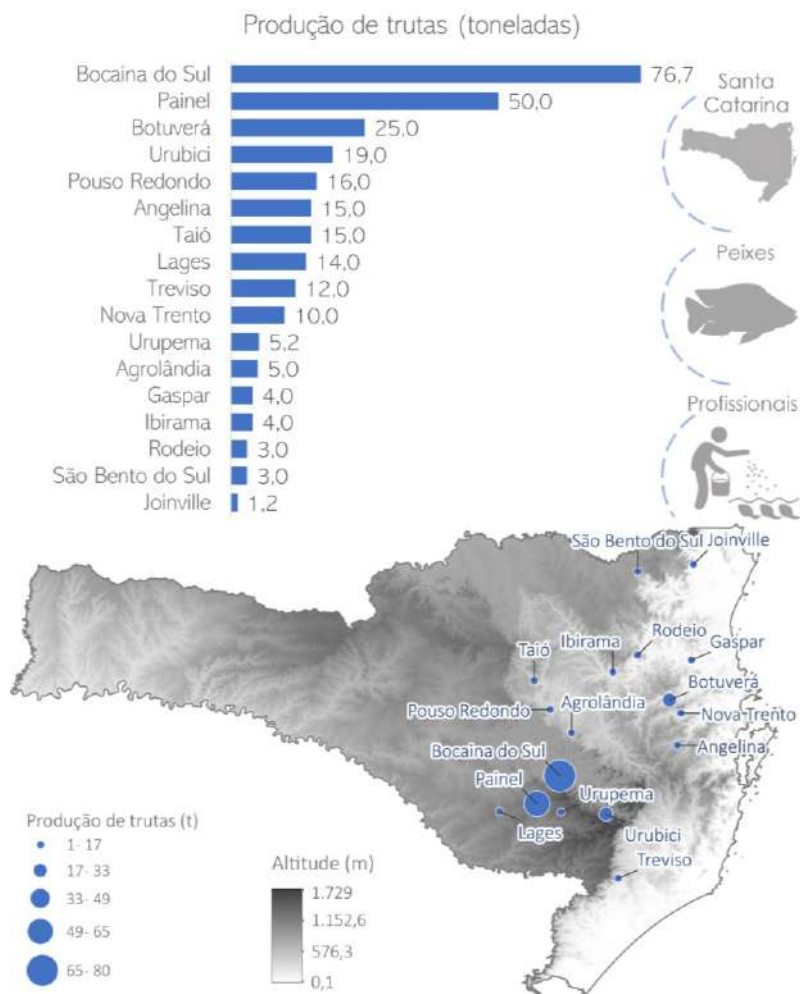 Produção de trutas (toneladas)
Bocaina do Sul 76,7
Painel 50,0
Botuverá 25,0
Urubici 19,0
Pouso Redondo 16,0
Angelina 15,0
Taió 15,0
Lages 14,0
Treviso 12,0
Nova Trento 10,0
Urupema 5,2
Agrolândia 5,0
Gaspar 4,0
Ibirama 4,0
Rodeio 3,0
São Bento do Sul 3,0
Joinville 1,2
Santa
Catarina
Peixes
Profissionais
São Bento do Sul Joinville
Ibirama Rodeio
Taió Gaspar
Botuverá
Pouso Redondo Agrolândia Nova Trento
Bocaina do Sul Angelina
Painel Urupema
Lages Urubici
Treviso
Produção de trutas (t)
1- 17
17- 33
33- 49
49- 65
65- 80
Altitude (m)
1.729
1.152,6
576,3
0,1